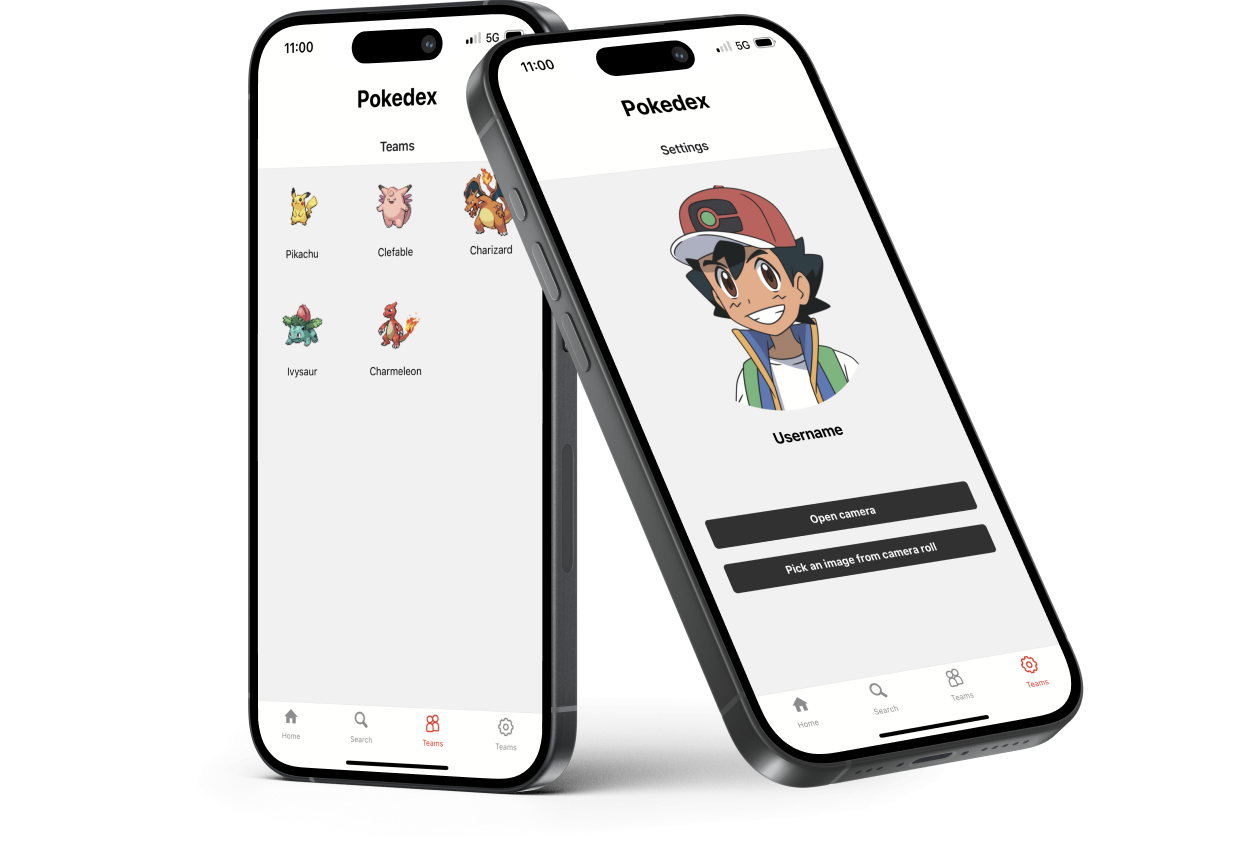 11:00
5G
Pokedex
Teams
Pikachu
Clefable
Charizard
Ivysaur
Charmeleon
Home
Search
Teams
Teams
11:00
5G
Pokedex
Settings
Username
Open camera
Pick an image from camera roll
Home
Search
Teams
Teams